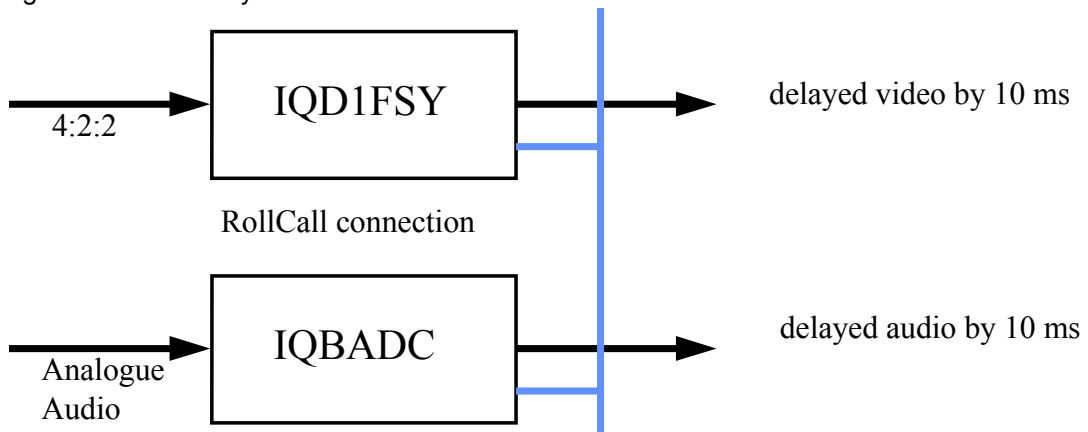 IQD1FSY
delayed video by 10 ms
4:2:2
RollCall connection
IQBADC
delayed audio by 10 ms
Analogue
Audio